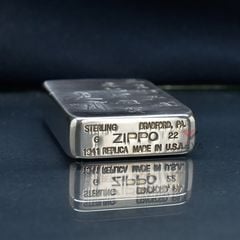 STERLING BRADFORD, PA.
G ZIPPO 22
1941 REPLICA MADE IN U.S.A.